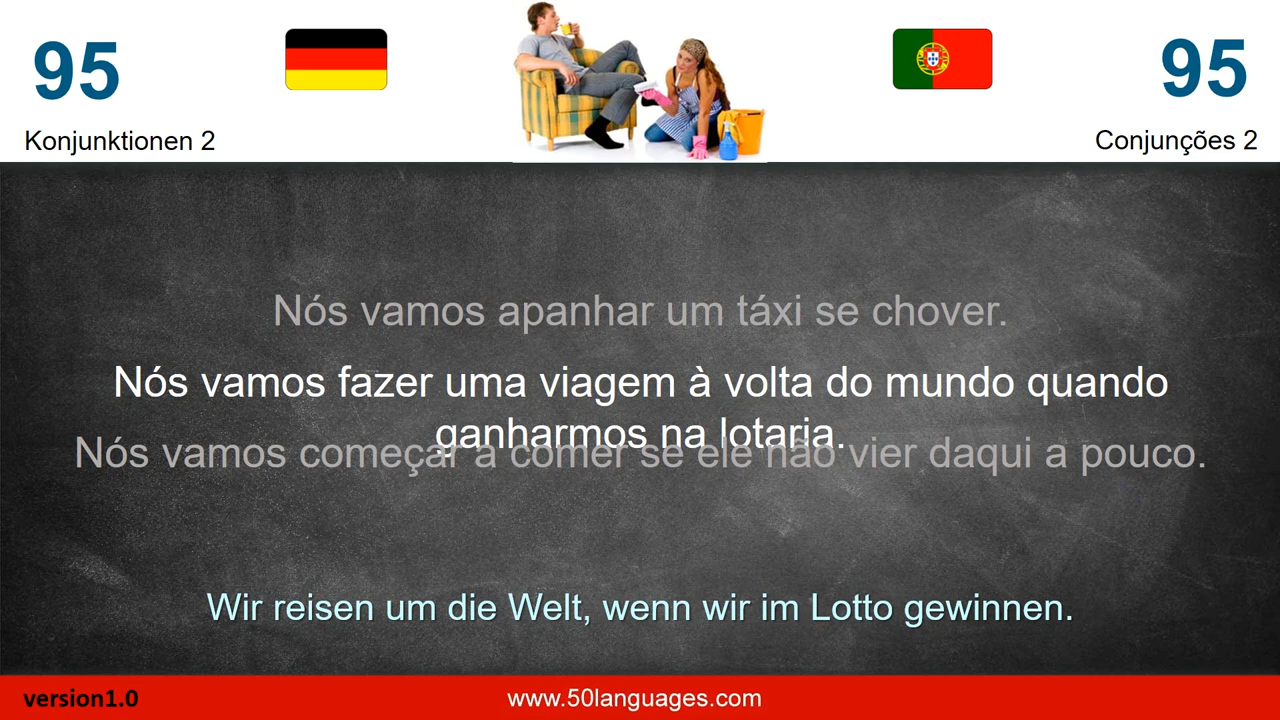 95
95
Konjunktionen 2
Conjunções 2
Nós vamos apanhar um táxi se chover.
Nós vamos fazer uma viagem à volta do mundo quando
ganharmos na lotaria.
Nós vamos começar a comer se ele não vier daqui a pouco.
Wir reisen um die Welt, wenn wir im Lotto gewinnen.
version1.0
www.50languages.com